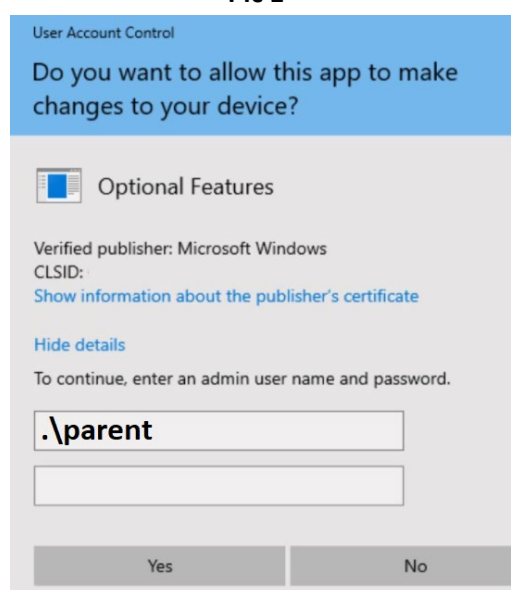 User Account Control
Do you want to allow this app to make
changes to your device?
Optional Features
Verified publisher: Microsoft Windows
CLSID:
Show information about the publisher's certificate
Hide details
To continue, enter an admin user name and password.
.\parent
Yes No